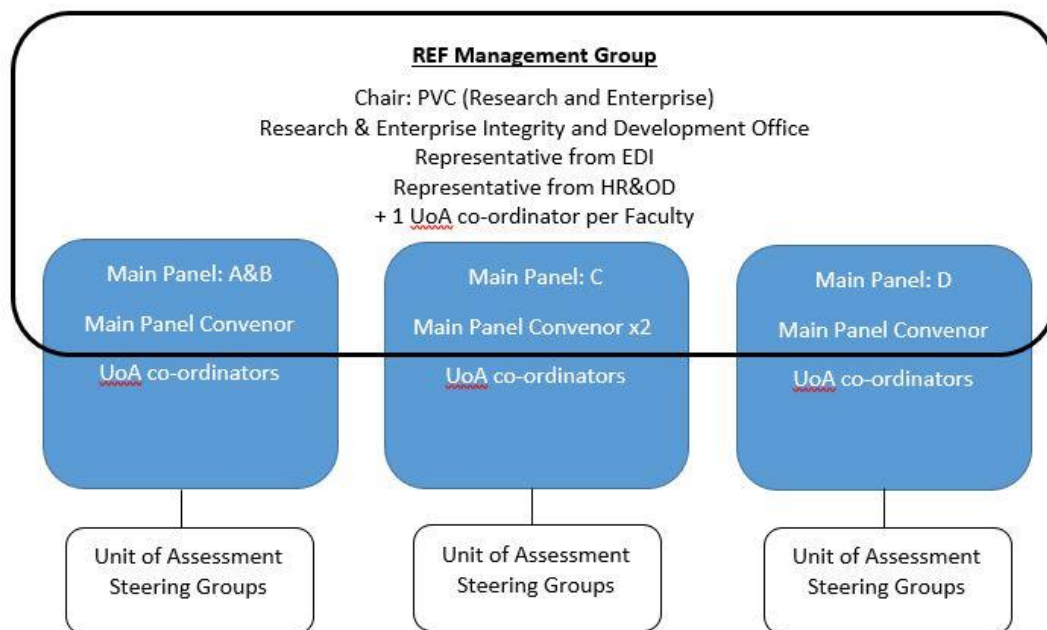 REF Management Group
Chair: PVC (Research and Enterprise)
Research & Enterprise Integrity and Development Office
Representative from EDI
Representative from HR&OD
+ 1 UoA co-ordinator per Faculty
Main Panel: A&B
Main Panel Convenor
UoA co-ordinators
Main Panel: C
Main Panel Convenor x2
UoA co-ordinators
Main Panel: D
Main Panel Convenor
UoA co-ordinators
Unit of Assessment
Steering Groups
Unit of Assessment
Steering Groups
Unit of Assessment
Steering Groups